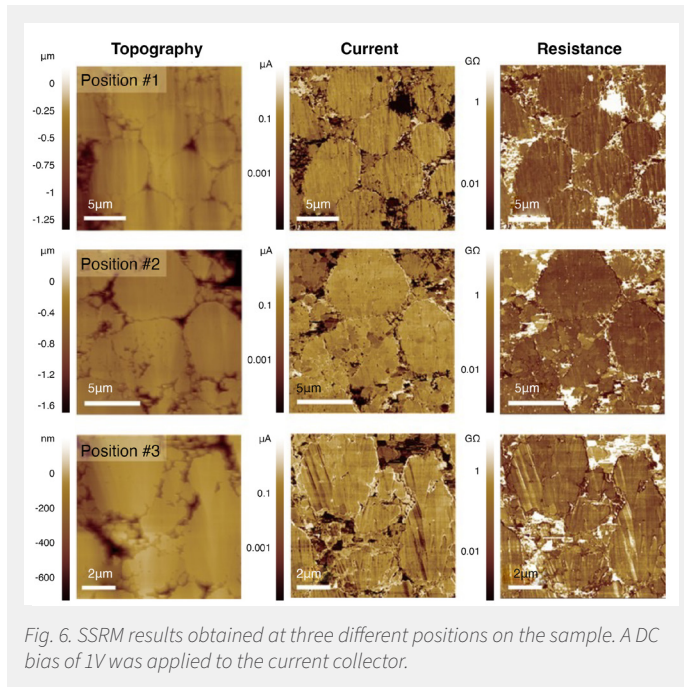 Topography Current Resistance
µm µA GΩ
Position #1
0
-0.25
-0.5
-0.75
-1
-1.25
5µm
0.1
0.001
5µm
1
0.01
5µm
µm
Position #2
0
-0.4
-0.8
-1.2
-1.6
5µm
µA
0.1
0.001
5µm
GΩ
1
0.01
5µm
nm
Position #3
0
-200
-400
-600
2µm
µA
0.1
0.001
2µm
GΩ
1
0.01
2µm
Fig. 6. SSRM results obtained at three different positions on the sample. A DC
bias of 1V was applied to the current collector.